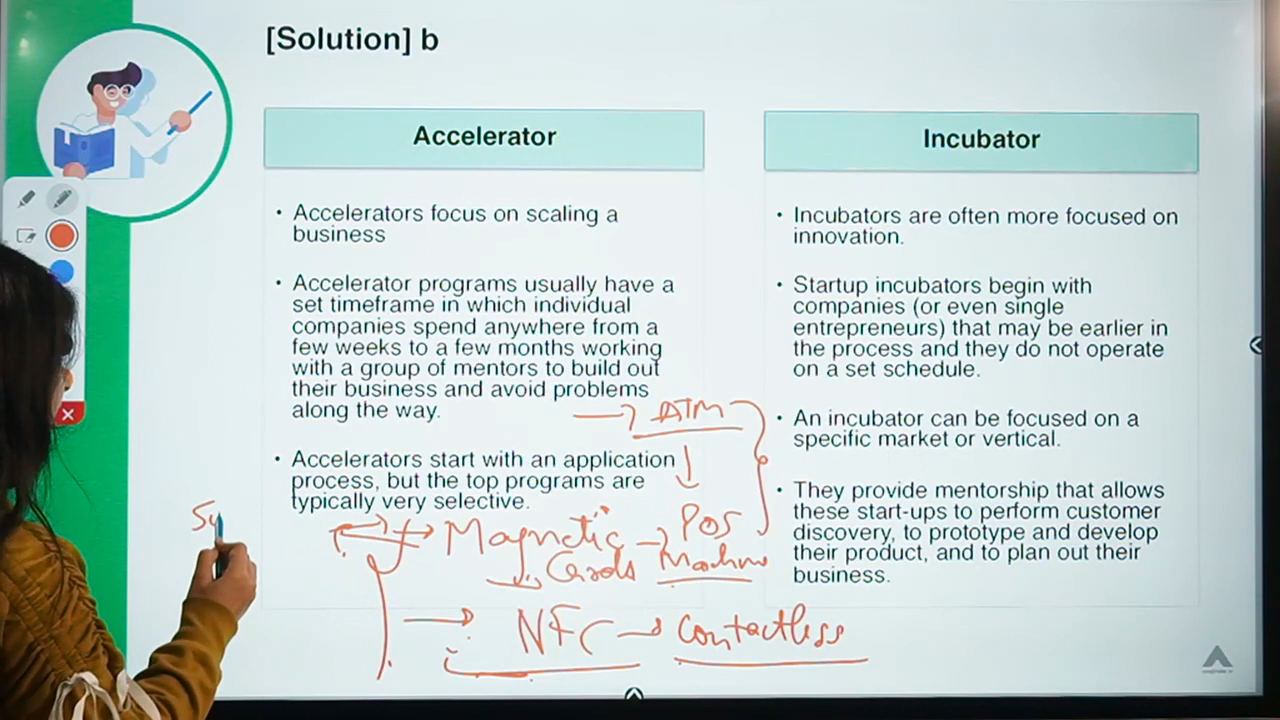 [Solution] b
Accelerator
• Accelerators focus on scaling a
business
• Accelerator programs usually have a
set timeframe in which individual
companies spend anywhere from a
few weeks to a few months working
with a group of mentors to build out
their business and avoid problems
along the way.
• Accelerators start with an application
process, but the top programs are
typically very selective.
Incubator
• Incubators are often more focused on
innovation.
• Startup incubators begin with
companies (or even single
entrepreneurs) that may be earlier in
the process and they do not operate
on a set schedule.
• An incubator can be focused on a
specific market or vertical.
• They provide mentorship that allows
these start-ups to perform customer
discovery, to prototype and develop
their product, and to plan out their
business.
ATM
Magnetic → POS
Cards Machine
NFC → Contactless